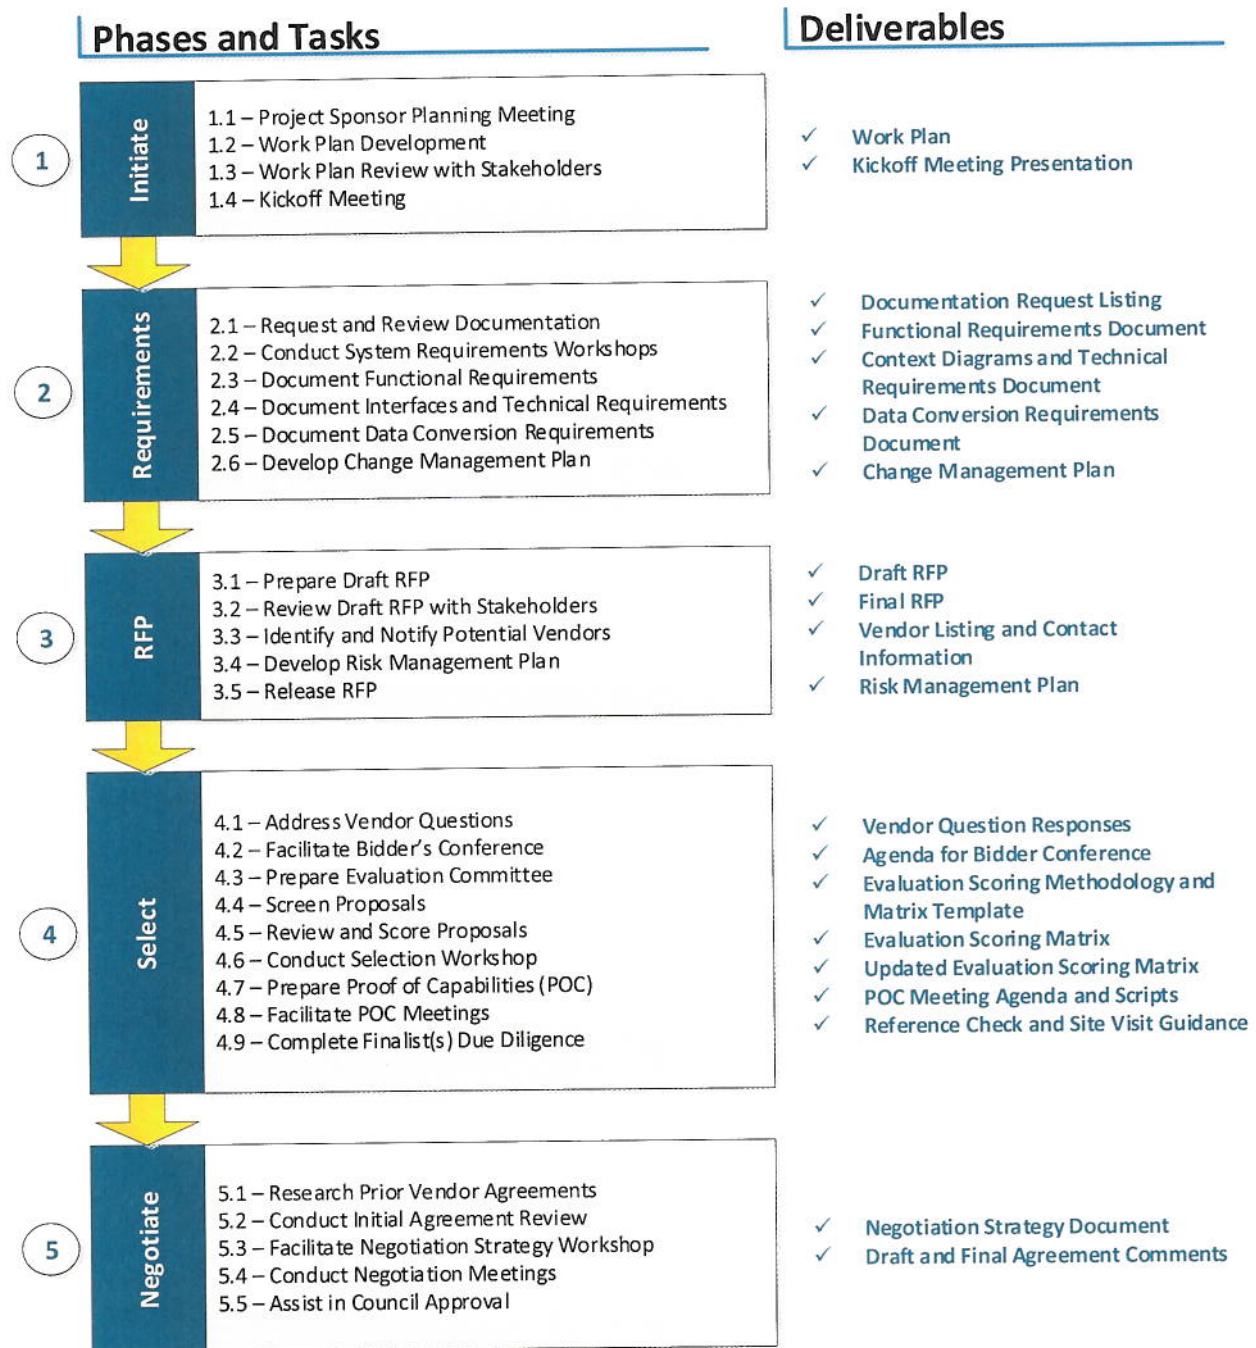 Phases and Tasks
Deliverables
1
Initiate
1.1 – Project Sponsor Planning Meeting
1.2 – Work Plan Development
1.3 – Work Plan Review with Stakeholders
1.4 – Kickoff Meeting
✓ Work Plan
✓ Kickoff Meeting Presentation
2
Requirements
2.1 – Request and Review Documentation
2.2 – Conduct System Requirements Workshops
2.3 – Document Functional Requirements
2.4 – Document Interfaces and Technical Requirements
2.5 – Document Data Conversion Requirements
2.6 – Develop Change Management Plan
✓ Documentation Request Listing
✓ Functional Requirements Document
✓ Context Diagrams and Technical
Requirements Document
✓ Data Conversion Requirements
Document
✓ Change Management Plan
3
RFP
3.1 – Prepare Draft RFP
3.2 – Review Draft RFP with Stakeholders
3.3 – Identify and Notify Potential Vendors
3.4 – Develop Risk Management Plan
3.5 – Release RFP
✓ Draft RFP
✓ Final RFP
✓ Vendor Listing and Contact
Information
✓ Risk Management Plan
4
Select
4.1 – Address Vendor Questions
4.2 – Facilitate Bidder's Conference
4.3 – Prepare Evaluation Committee
4.4 – Screen Proposals
4.5 – Review and Score Proposals
4.6 – Conduct Selection Workshop
4.7 – Prepare Proof of Capabilities (POC)
4.8 – Facilitate POC Meetings
4.9 – Complete Finalist(s) Due Diligence
✓ Vendor Question Responses
✓ Agenda for Bidder Conference
✓ Evaluation Scoring Methodology and
Matrix Template
✓ Evaluation Scoring Matrix
✓ Updated Evaluation Scoring Matrix
✓ POC Meeting Agenda and Scripts
✓ Reference Check and Site Visit Guidance
5
Negotiate
5.1 – Research Prior Vendor Agreements
5.2 – Conduct Initial Agreement Review
5.3 – Facilitate Negotiation Strategy Workshop
5.4 – Conduct Negotiation Meetings
5.5 – Assist in Council Approval
✓ Negotiation Strategy Document
✓ Draft and Final Agreement Comments